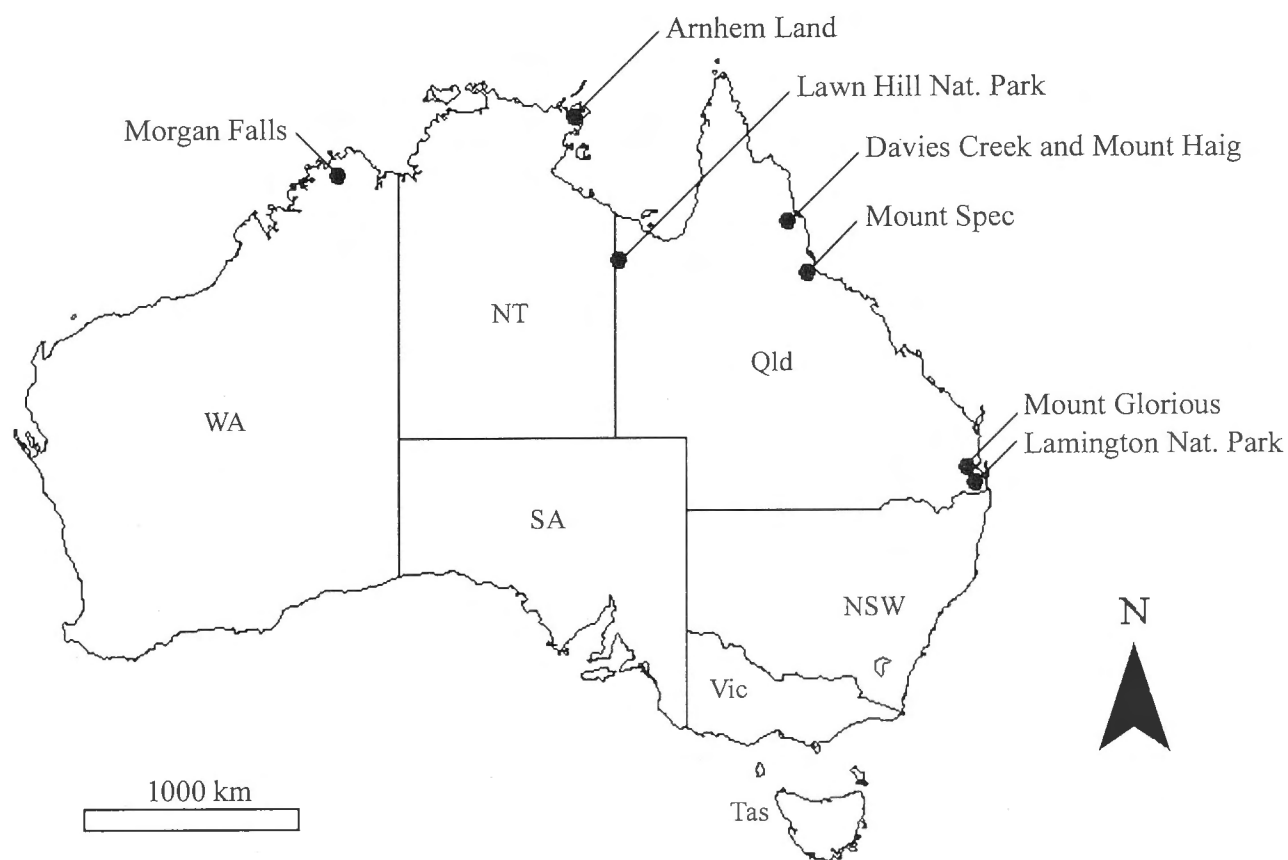 Arnhem Land
Lawn Hill Nat. Park
Morgan Falls
Davies Creek and Mount Haig
Mount Spec
NT
Qld
WA
Mount Glorious
Lamington Nat. Park
SA
NSW
N
Vic
1000 km
Tas